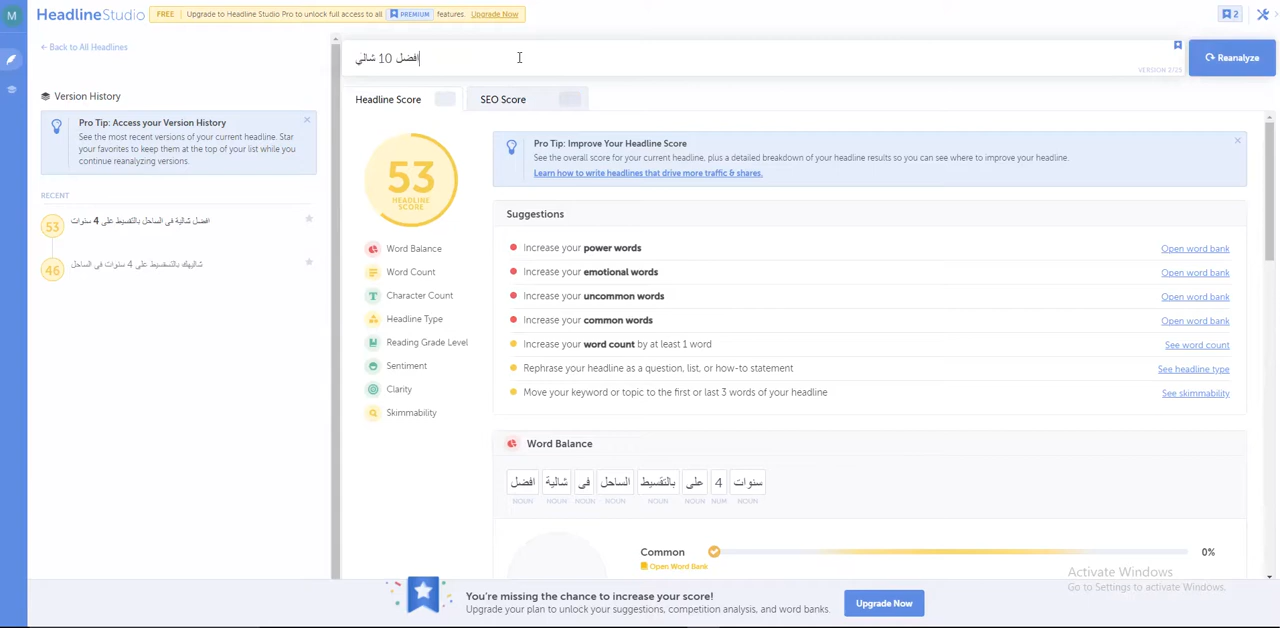 M
HeadlineStudio
FREE Upgrade to Headline Studio Pro to unlock full access to all PREMIUM features. Upgrade Now
2
← Back to All Headlines
Version History
Pro Tip: Access your Version History
See the most recent versions of your current headline. Star
your favorites to keep them at the top of your list while you
continue reanalyzing versions.
RECENT
53
افضل شالية فى الساحل بالتقسيط على 4 سنوات
46
افضل 10 شالي
VERSION 2/25
Reanalyze
Headline Score
SEO Score
53
HEADLINE
SCORE
Word Balance
Word Count
Character Count
Headline Type
Reading Grade Level
Sentiment
Clarity
Skimmability
Pro Tip: Improve Your Headline Score
See the overall score for your current headline, plus a detailed breakdown of your headline results so you can see where to improve your headline.
Learn how to write headlines that drive more traffic & shares.
Suggestions
Increase your power words Open word bank
Increase your emotional words Open word bank
Increase your uncommon words Open word bank
Increase your common words Open word bank
Increase your word count by at least 1 word See word count
Rephrase your headline as a question, list, or how-to statement See headline type
Move your keyword or topic to the first or last 3 words of your headline See skimmability
Word Balance
افضل شالية فى الساحل بالتقسيط على 4 سنوات
NOUN NOUN NOUN NOUN NOUN NOUN NUM NOUN
Common 0%
Open Word Bank
Activate Windows
Go to Settings to activate Windows.
You're missing the chance to increase your score!
Upgrade your plan to unlock your suggestions, competition analysis, and word banks.
Upgrade Now